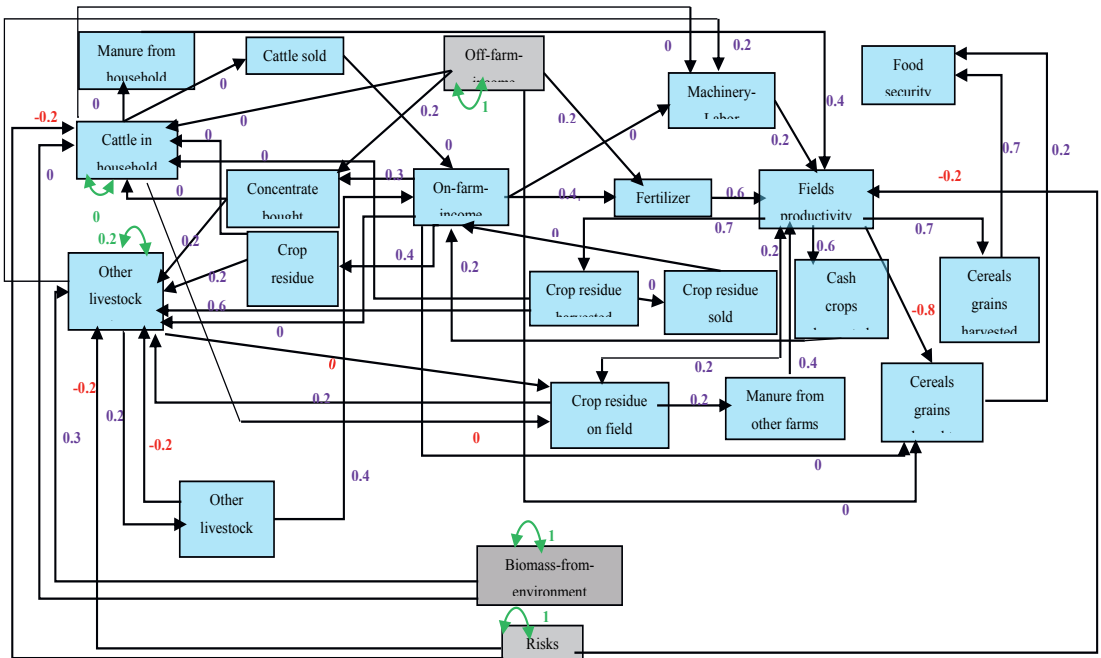 Manure from
household
Cattle sold
Off-farm-
income
1
0.2
0
Food
security
Machinery-
Labor
0.4
0
0
0.2
0
0.2
0.7
0.2
-0.2
Cattle in
household
0
0
0
0
0
0
Concentrate
bought
0.3
On-farm-
income
0.4
Fertilizer
0.6
Fields
productivity
-0.2
0
0.2
0.2
Crop
residue
0.4
0.2
0
0.7
0.2
0.6
0.7
Other
livestock
0.2
0.6
0
Crop residue
harvested
0
Crop residue
sold
Cash
crops
Cereals
grains
harvested
-0.8
0
0.2
0.4
Cereals
grains
-0.2
0.2
Crop residue
on field
0.2
Manure from
other farms
0.3
0.2
-0.2
0
0
0.4
Other
livestock
0
1
Biomass-from-
environment
1
Risks